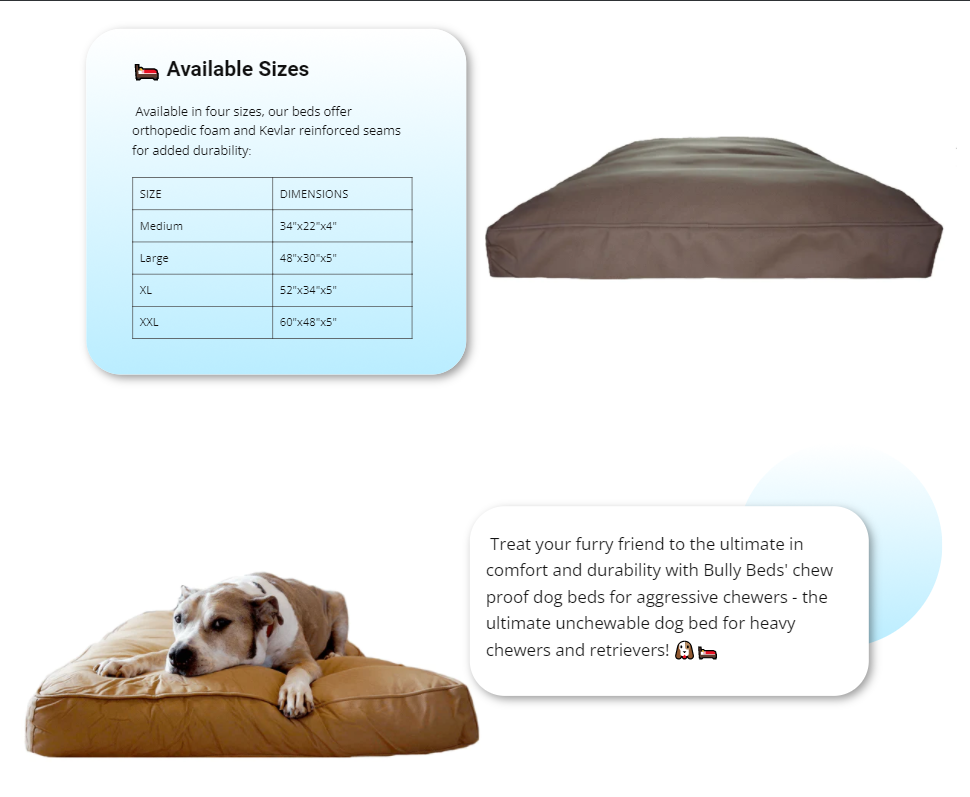 🛏️ Available Sizes
Available in four sizes, our beds offer
orthopedic foam and Kevlar reinforced seams
for added durability:
SIZE DIMENSIONS
Medium 34"x22"x4"
Large 48"x30"x5"
XL 52"x34"x5"
XXL 60"x48"x5"
Treat your furry friend to the ultimate in
comfort and durability with Bully Beds' chew
proof dog beds for aggressive chewers - the
ultimate unchewable dog bed for heavy
chewers and retrievers! 🐶🛏️